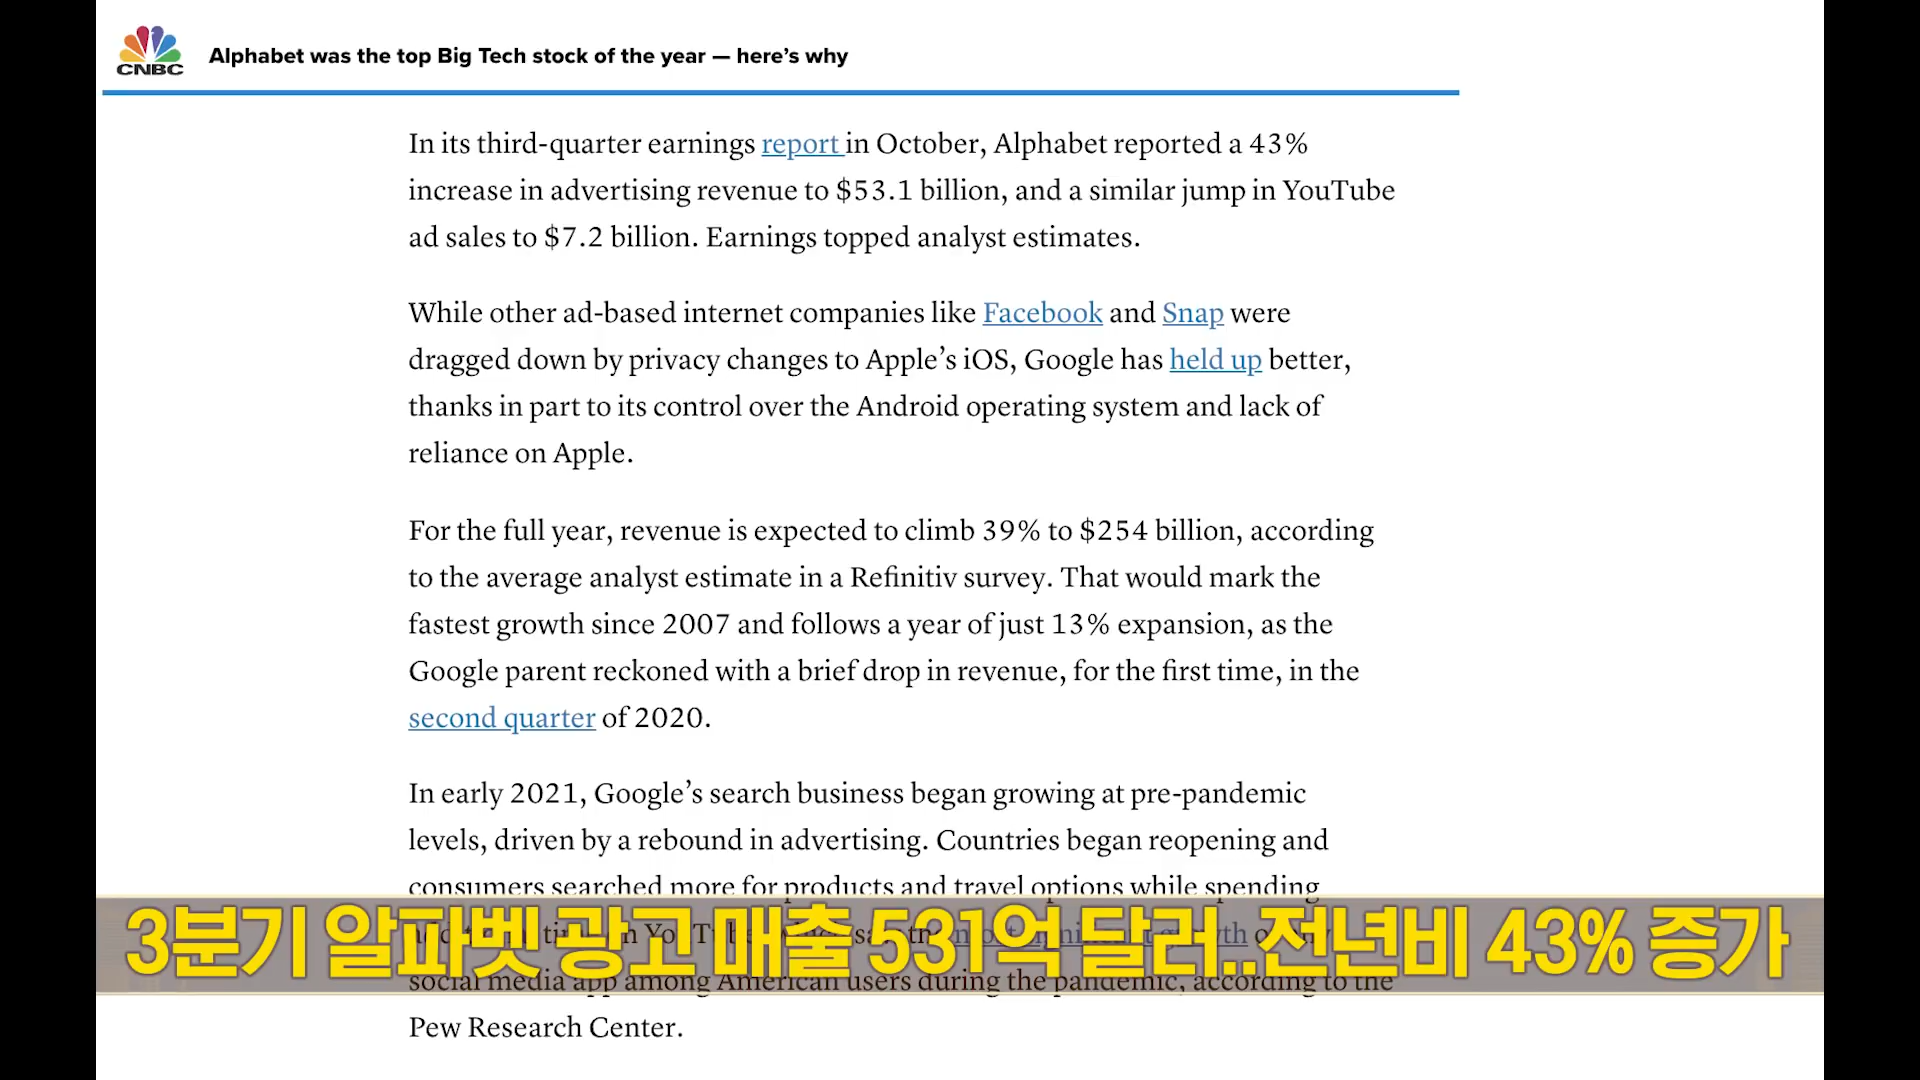 CNBC
Alphabet was the top Big Tech stock of the year — here’s why
In its third-quarter earnings report in October, Alphabet reported a 43%
increase in advertising revenue to $53.1 billion, and a similar jump in YouTube
ad sales to $7.2 billion. Earnings topped analyst estimates.
While other ad-based internet companies like Facebook and Snap were
dragged down by privacy changes to Apple’s iOS, Google has held up better,
thanks in part to its control over the Android operating system and lack of
reliance on Apple.
For the full year, revenue is expected to climb 39% to $254 billion, according
to the average analyst estimate in a Refinitiv survey. That would mark the
fastest growth since 2007 and follows a year of just 13% expansion, as the
Google parent reckoned with a brief drop in revenue, for the first time, in the
second quarter of 2020.
In early 2021, Google’s search business began growing at pre-pandemic
levels, driven by a rebound in advertising. Countries began reopening and
consumers searched more for products and travel options while spending
3분기 알파벳 광고 매출 531억 달러..전년비 43% 증가
social media app among American users during the pandemic, according to the
Pew Research Center.